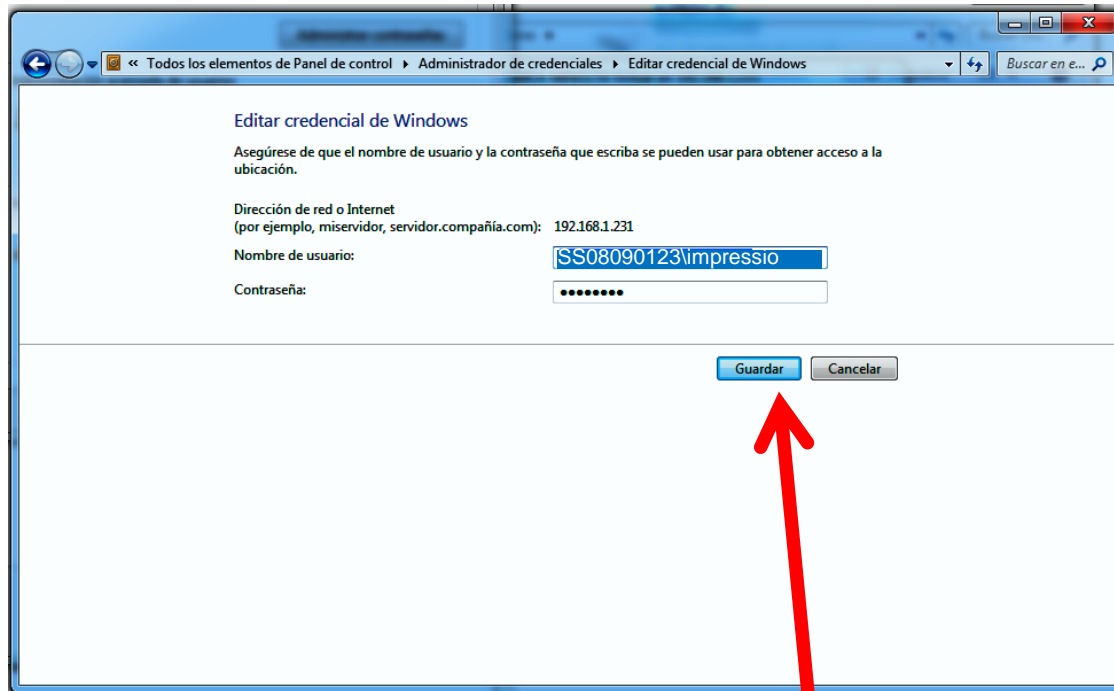 « Todos los elementos de Panel de control ▸ Administrador de credenciales ▸ Editar credencial de Windows
Buscar en e...
Editar credencial de Windows
Asegúrese de que el nombre de usuario y la contraseña que escriba se pueden usar para obtener acceso a la
ubicación.
Dirección de red o Internet
(por ejemplo, miservidor, servidor.compañía.com): 192.168.1.231
Nombre de usuario: SS08090123\impressio
Contraseña: ••••••••
Guardar Cancelar